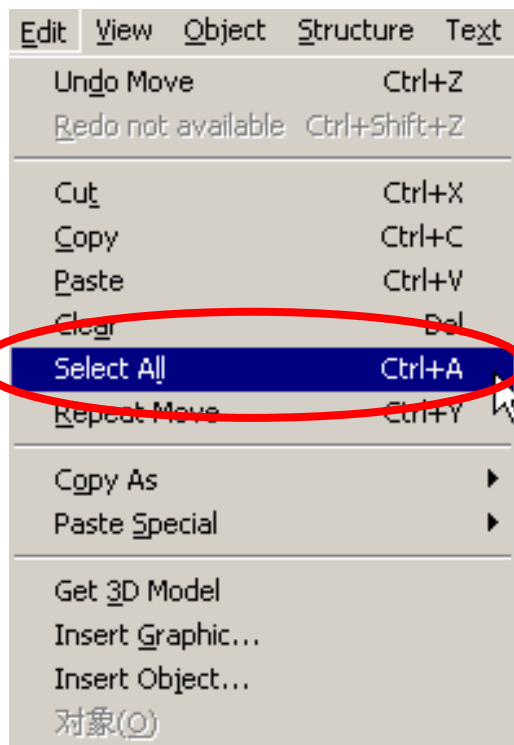 Edit View Object Structure Text
Undo Move Ctrl+Z
Redo not available Ctrl+Shift+Z
Cut Ctrl+X
Copy Ctrl+C
Paste Ctrl+V
Clear Del
Select All Ctrl+A
Repeat Move Ctrl+Y
Copy As
Paste Special
Get 3D Model
Insert Graphic...
Insert Object...
对象(O)